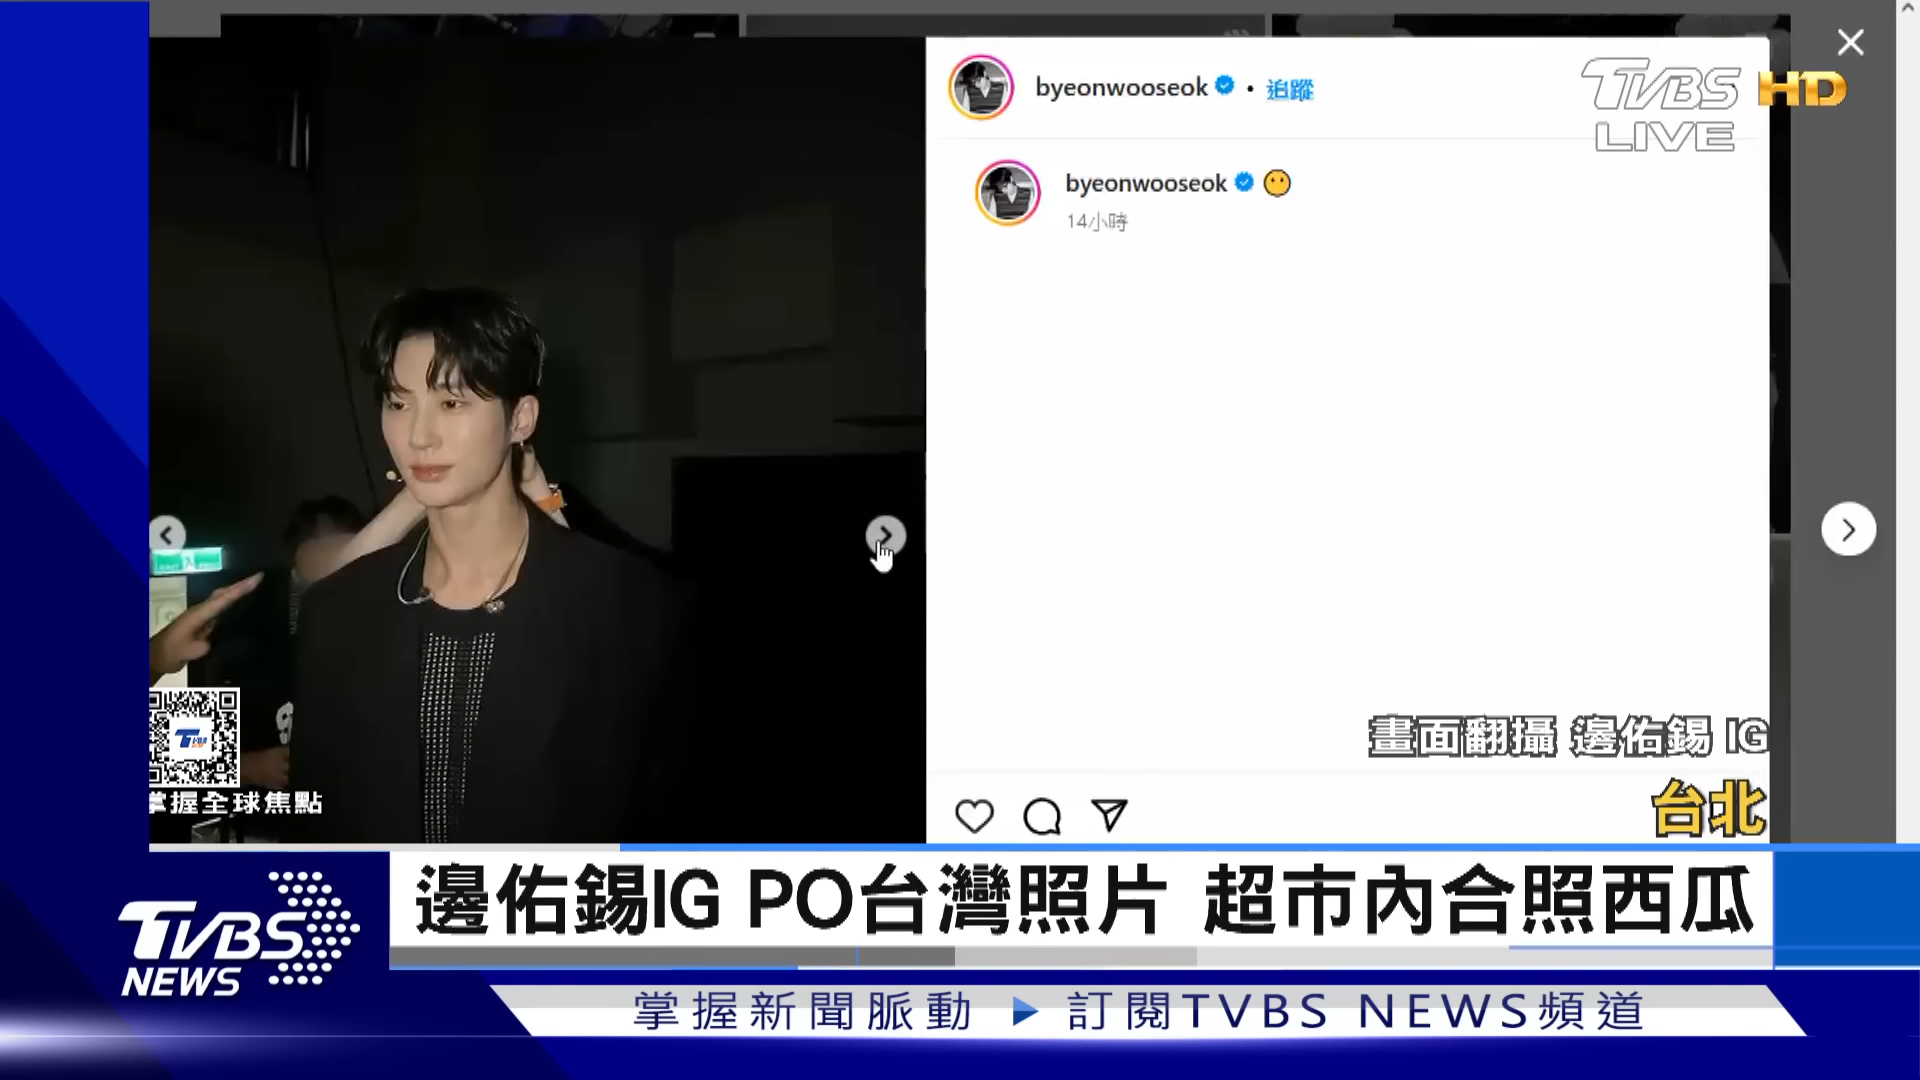 byeonwooseok • 追蹤
TVBS HD
LIVE
byeonwooseok 😶
14小時
畫面翻攝 邊佑錫 IG
台北
掌握全球焦點
邊佑錫IG PO台灣照片 超市內合照西瓜
TVBS
NEWS
掌握新聞脈動 ▶ 訂閱TVBS NEWS頻道